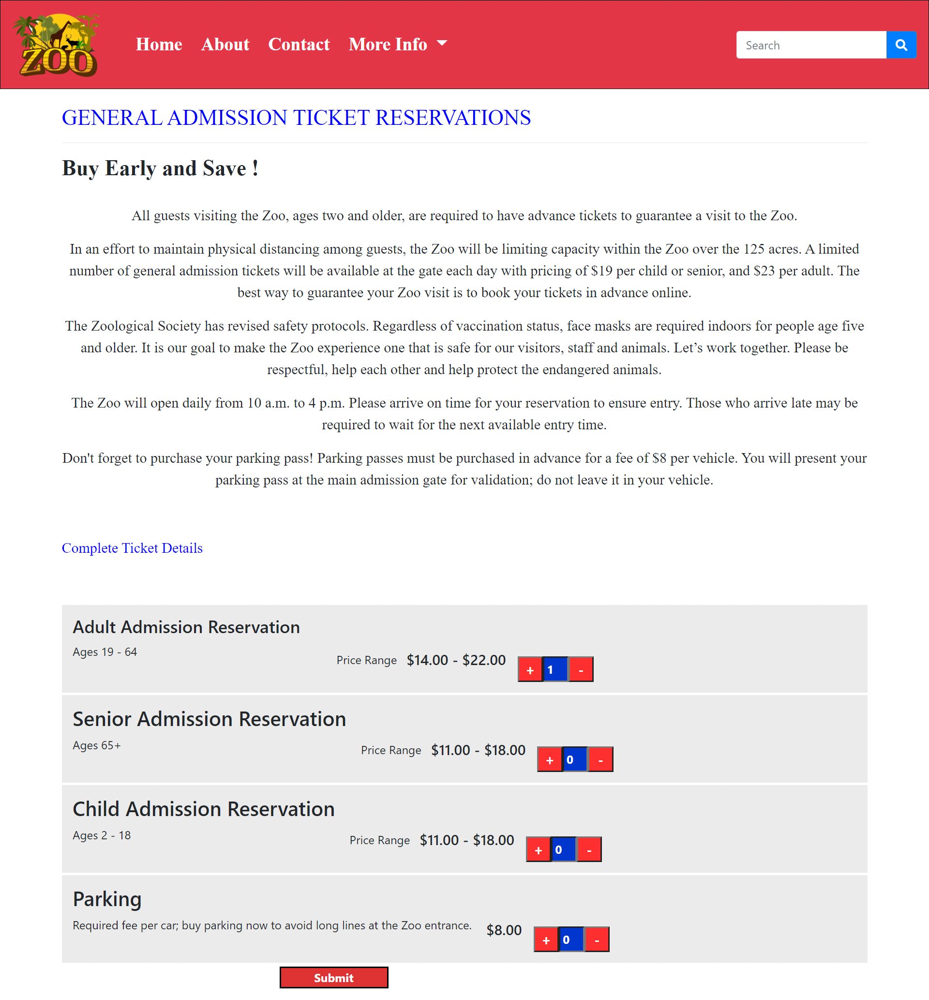 ZOO
Home About Contact More Info
Search
GENERAL ADMISSION TICKET RESERVATIONS
Buy Early and Save !
All guests visiting the Zoo, ages two and older, are required to have advance tickets to guarantee a visit to the Zoo.
In an effort to maintain physical distancing among guests, the Zoo will be limiting capacity within the Zoo over the 125 acres. A limited
number of general admission tickets will be available at the gate each day with pricing of $19 per child or senior, and $23 per adult. The
best way to guarantee your Zoo visit is to book your tickets in advance online.
The Zoological Society has revised safety protocols. Regardless of vaccination status, face masks are required indoors for people age five
and older. It is our goal to make the Zoo experience one that is safe for our visitors, staff and animals. Let’s work together. Please be
respectful, help each other and help protect the endangered animals.
The Zoo will open daily from 10 a.m. to 4 p.m. Please arrive on time for your reservation to ensure entry. Those who arrive late may be
required to wait for the next available entry time.
Don't forget to purchase your parking pass! Parking passes must be purchased in advance for a fee of $8 per vehicle. You will present your
parking pass at the main admission gate for validation; do not leave it in your vehicle.
Complete Ticket Details
Adult Admission Reservation
Ages 19 - 64
Price Range $14.00 - $22.00 + 1 -
Senior Admission Reservation
Ages 65+
Price Range $11.00 - $18.00 + 0 -
Child Admission Reservation
Ages 2 - 18
Price Range $11.00 - $18.00 + 0 -
Parking
Required fee per car; buy parking now to avoid long lines at the Zoo entrance. $8.00 + 0 -
Submit